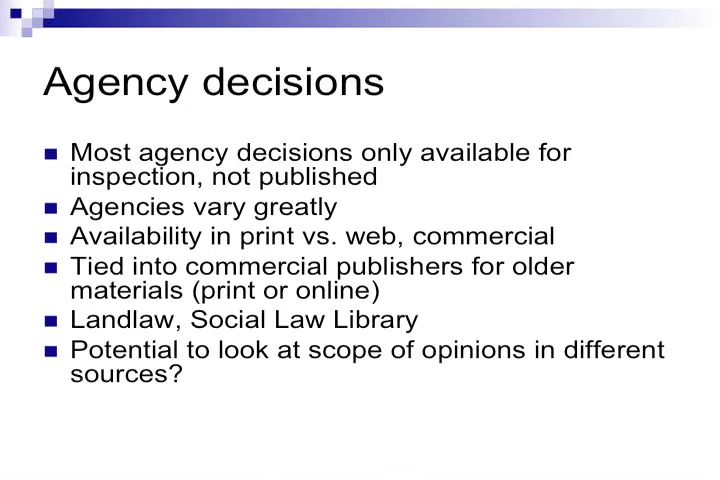 Agency decisions
Most agency decisions only available for
inspection, not published
Agencies vary greatly
Availability in print vs. web, commercial
Tied into commercial publishers for older
materials (print or online)
Landlaw, Social Law Library
Potential to look at scope of opinions in different
sources?